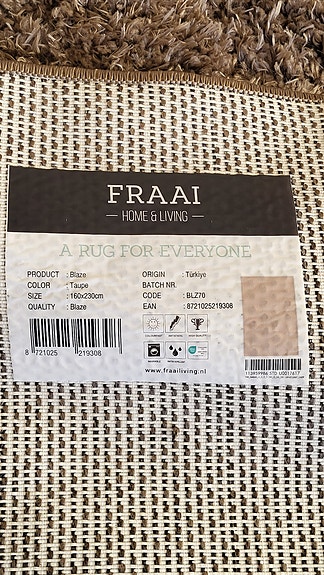 FRAAI
— HOME & LIVING —
A RUG FOR EVERYONE
PRODUCT : Blaze
COLOR : Taupe
SIZE : 160x230cm
QUALITY : Blaze
ORIGIN : Türkiye
BATCH NR.
CODE : BLZ70
EAN : 8721025219308
8 721025 219308
www.fraailiving.nl